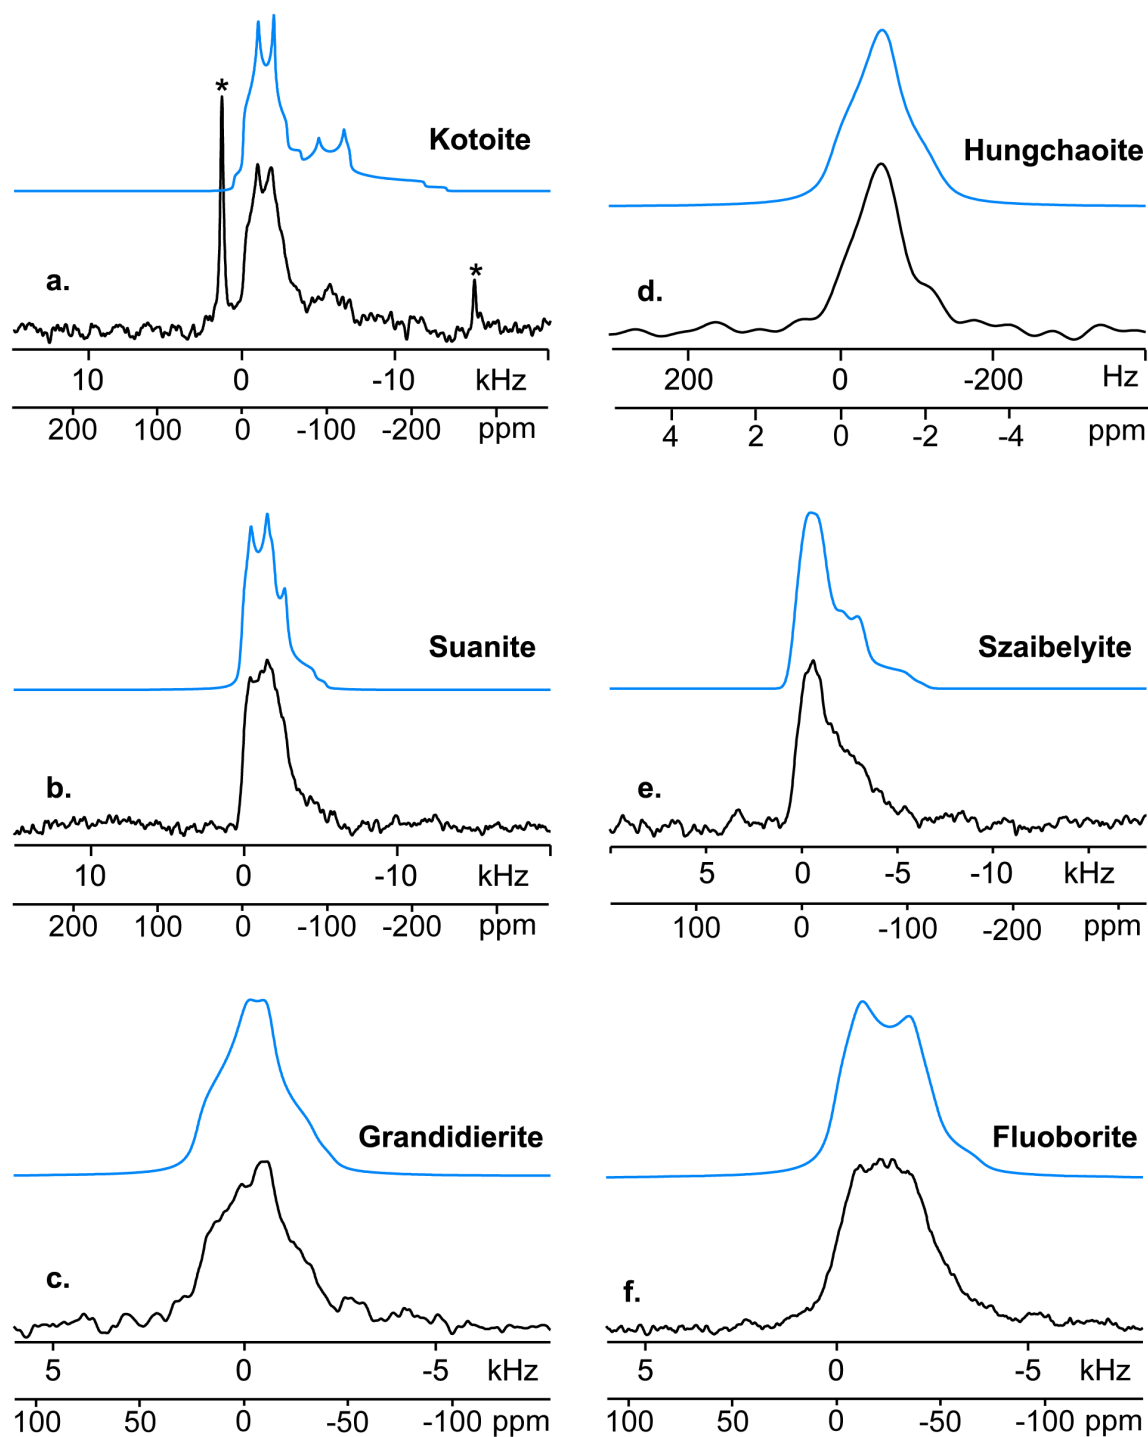 *
Kotoite
*
a.
10 0 -10 kHz
200 100 0 -100 -200 ppm
Hungchaoite
d.
200 0 -200 Hz
4 2 0 -2 -4 ppm
Suanite
b.
10 0 -10 kHz
200 100 0 -100 -200 ppm
Szaibelyite
e.
5 0 -5 -10 kHz
100 0 -100 -200 ppm
Grandidierite
c.
5 0 -5 kHz
100 50 0 -50 -100 ppm
Fluoborite
f.
5 0 -5 kHz
100 50 0 -50 -100 ppm